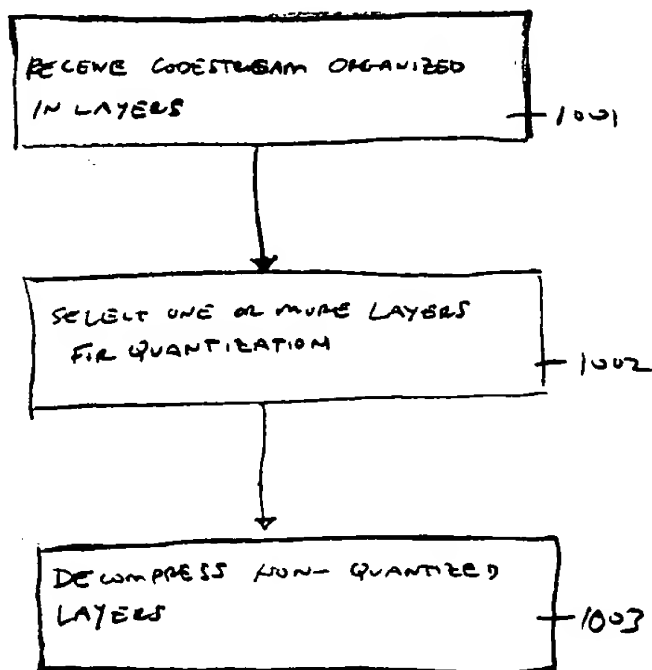 RECEIVE CODESTREAM ORGANIZED
IN LAYERS
1001
SELECT ONE OR MORE LAYERS
FOR QUANTIZATION
1002
DECOMPRESS NON- QUANTIZED
LAYERS
1003